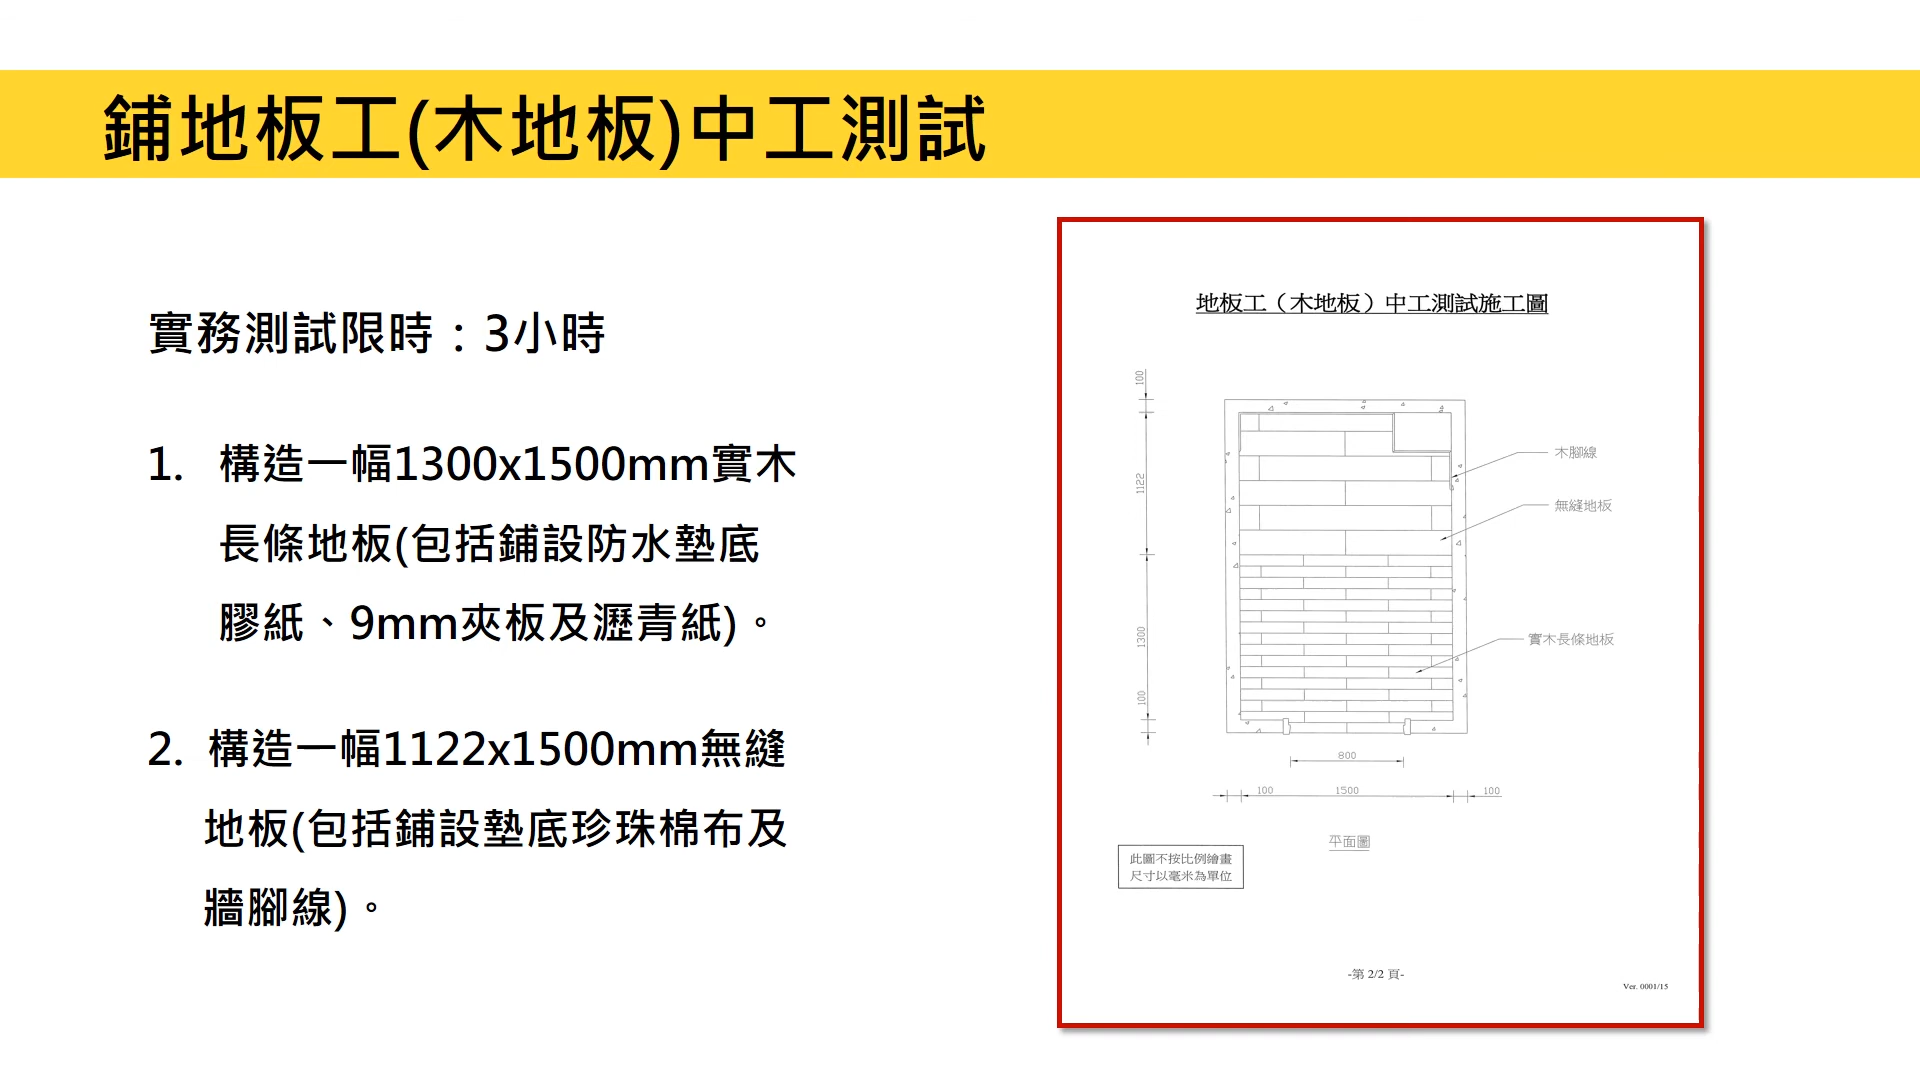 鋪地板工(木地板)中工測試
實務測試限時：3小時
1. 構造一幅1300x1500mm實木
長條地板(包括鋪設防水墊底
膠紙、9mm夾板及瀝青紙)。
2. 構造一幅1122x1500mm無縫
地板(包括鋪設墊底珍珠棉布及
牆腳線)。
地板工（木地板）中工測試施工圖
100
1122
1300
100
木腳線
無縫地板
實木長條地板
800
100 1500 100
平面圖
此圖不按比例繪畫
尺寸以毫米為單位
-第 2/2 頁-
Ver. 0001/15